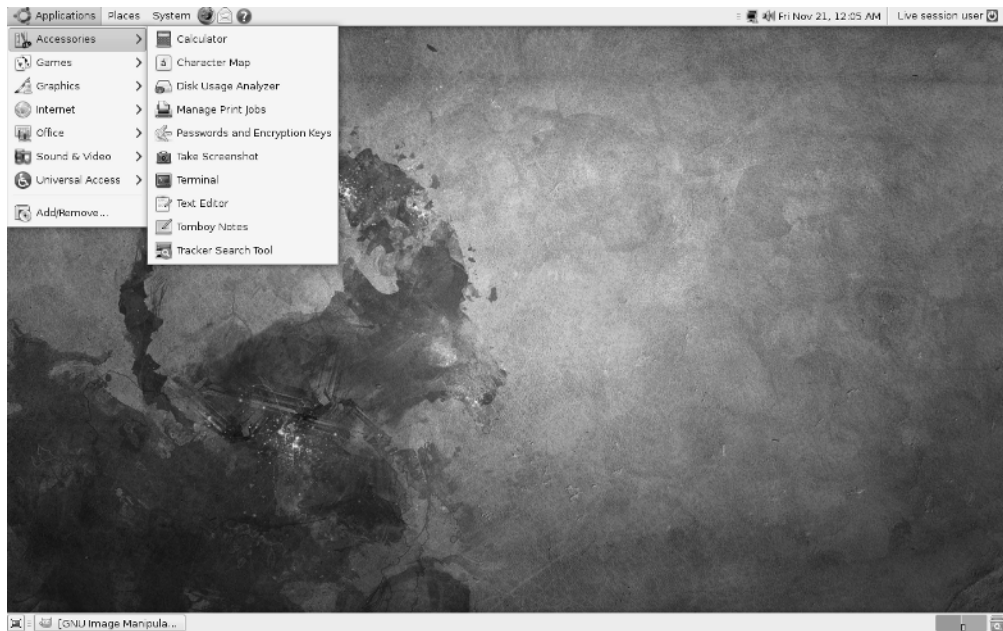 Applications Places System Fri Nov 21, 12:05 AM Live session user
Accessories
Games
Graphics
Internet
Office
Sound & Video
Universal Access
Add/Remove...
Calculator
Character Map
Disk Usage Analyzer
Manage Print Jobs
Passwords and Encryption Keys
Take Screenshot
Terminal
Text Editor
Tomboy Notes
Tracker Search Tool
[GNU Image Manipula...